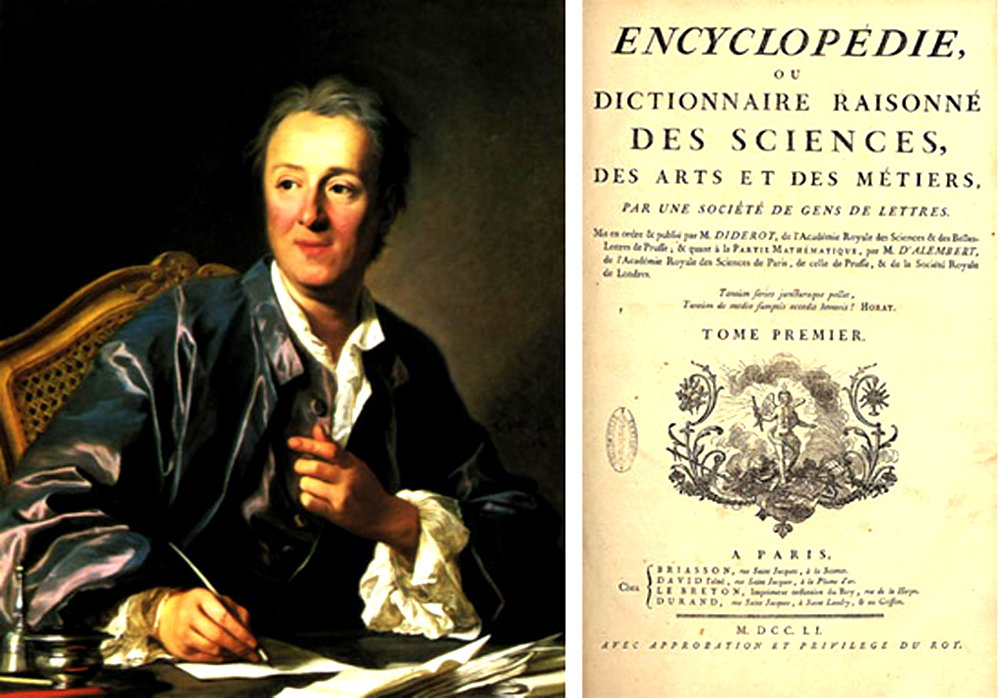 ENCYCLOPÉDIE,
OU
DICTIONNAIRE RAISONNÉ
DES SCIENCES,
DES ARTS ET DES MÉTIERS,
PAR UNE SOCIÉTÉ DE GENS DE LETTRES.
Mis en ordre & publié par M. DIDEROT, de l'Académie Royale des Sciences & des Belles-
Lettres de Prusse; & quant à la PARTIE MATHÉMATIQUE, par M. D'ALEMBERT,
de l'Académie Royale des Sciences de Paris, de celle de Prusse, & de la Société Royale
de Londres.
Tantùm series juncturaque pollet,
Tantùm de medio sumptis accedit honoris! HORAT.
TOME PREMIER.
A PARIS,
Chez
BRIASSON, rue Saint Jacques, à la Science.
DAVID l'aîné, rue Saint Jacques, à la Plume d'or.
LE BRETON, Imprimeur ordinaire du Roy, rue de la Harpe.
DURAND, rue Saint Jacques, à Saint Landry, & au Griffon.
M. DCC. LI.
AVEC APPROBATION ET PRIVILEGE DU ROY.